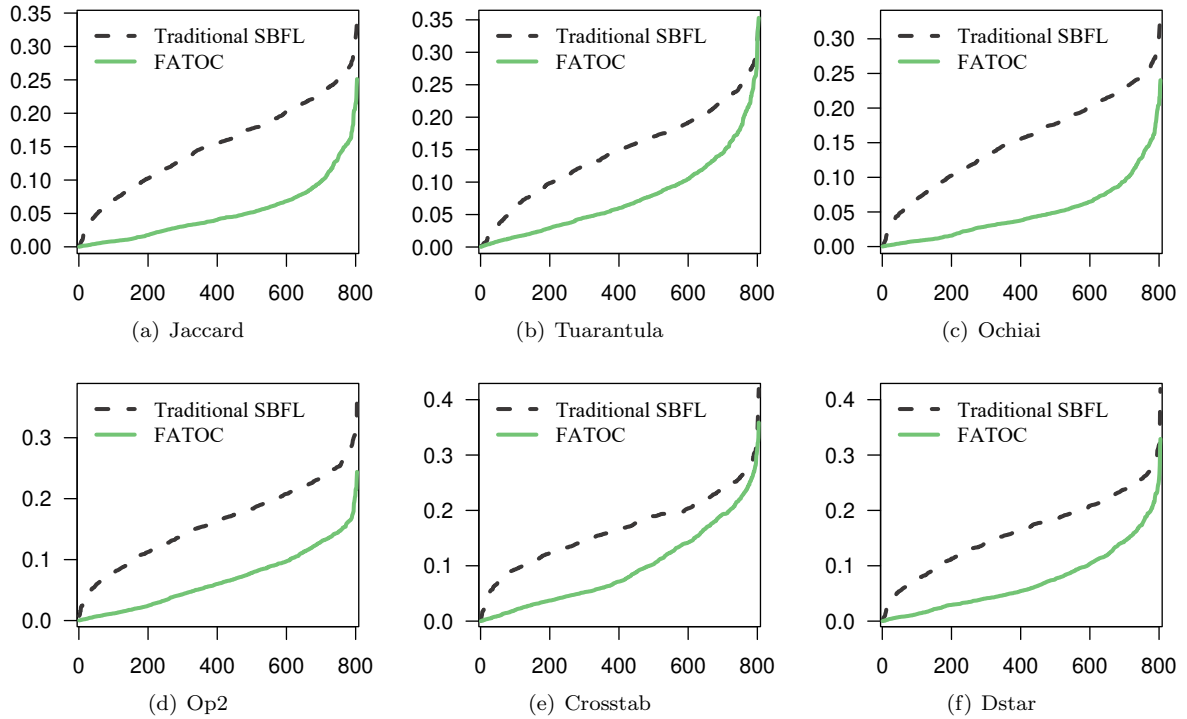 0.35 0.30 0.25 0.20 0.15 0.10 0.05 0.00
Traditional SBFL
FATOC
0 200 400 600 800
(a) Jaccard
0.35 0.30 0.25 0.20 0.15 0.10 0.05 0.00
Traditional SBFL
FATOC
0 200 400 600 800
(b) Tuarantula
0.30 0.25 0.20 0.15 0.10 0.05 0.00
Traditional SBFL
FATOC
0 200 400 600 800
(c) Ochiai
0.3 0.2 0.1 0.0
Traditional SBFL
FATOC
0 200 400 600 800
(d) Op2
0.4 0.3 0.2 0.1 0.0
Traditional SBFL
FATOC
0 200 400 600 800
(e) Crosstab
0.4 0.3 0.2 0.1 0.0
Traditional SBFL
FATOC
0 200 400 600 800
(f) Dstar